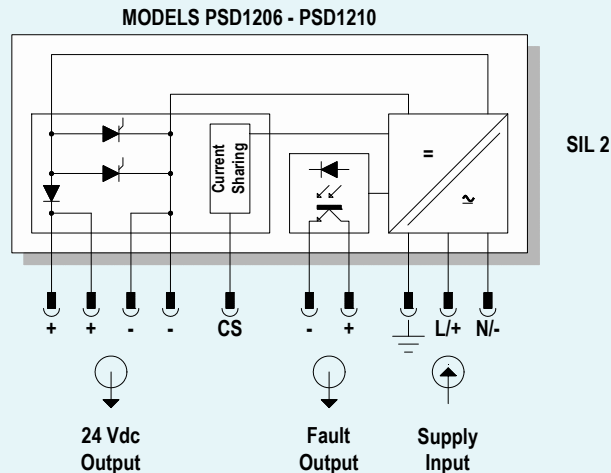 MODELS PSD1206 - PSD1210
SIL 2
Current
Sharing
=
~
+ + - - CS - + L/+ N/-
24 Vdc
Output
Fault
Output
Supply
Input